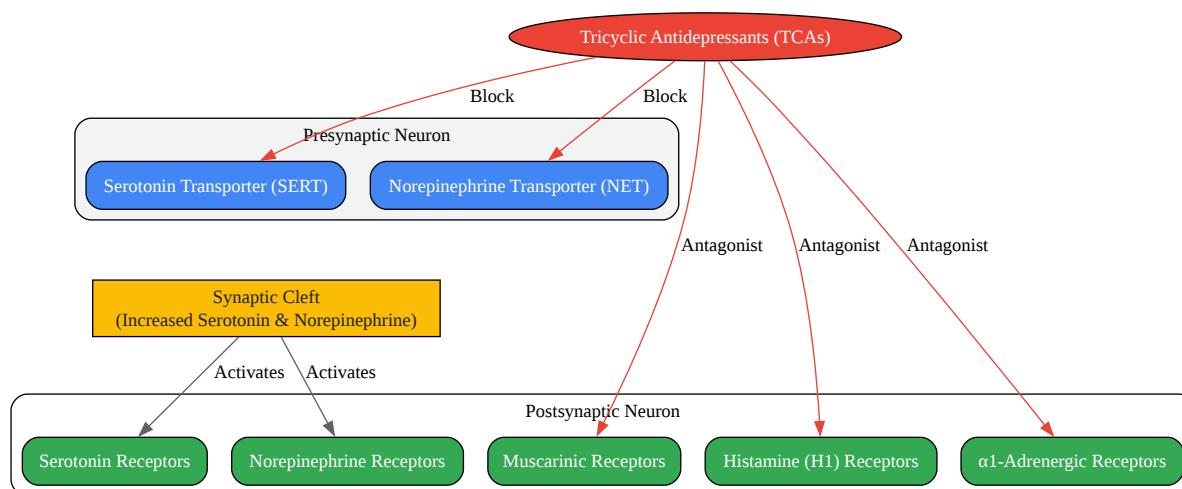 Tricyclic Antidepressants (TCAs)
Block
Block
Presynaptic Neuron
Serotonin Transporter (SERT)
Norepinephrine Transporter (NET)
Antagonist
Antagonist
Antagonist
Synaptic Cleft
(Increased Serotonin & Norepinephrine)
Activates
Activates
Postsynaptic Neuron
Serotonin Receptors
Norepinephrine Receptors
Muscarinic Receptors
Histamine (H1) Receptors
α1-Adrenergic Receptors